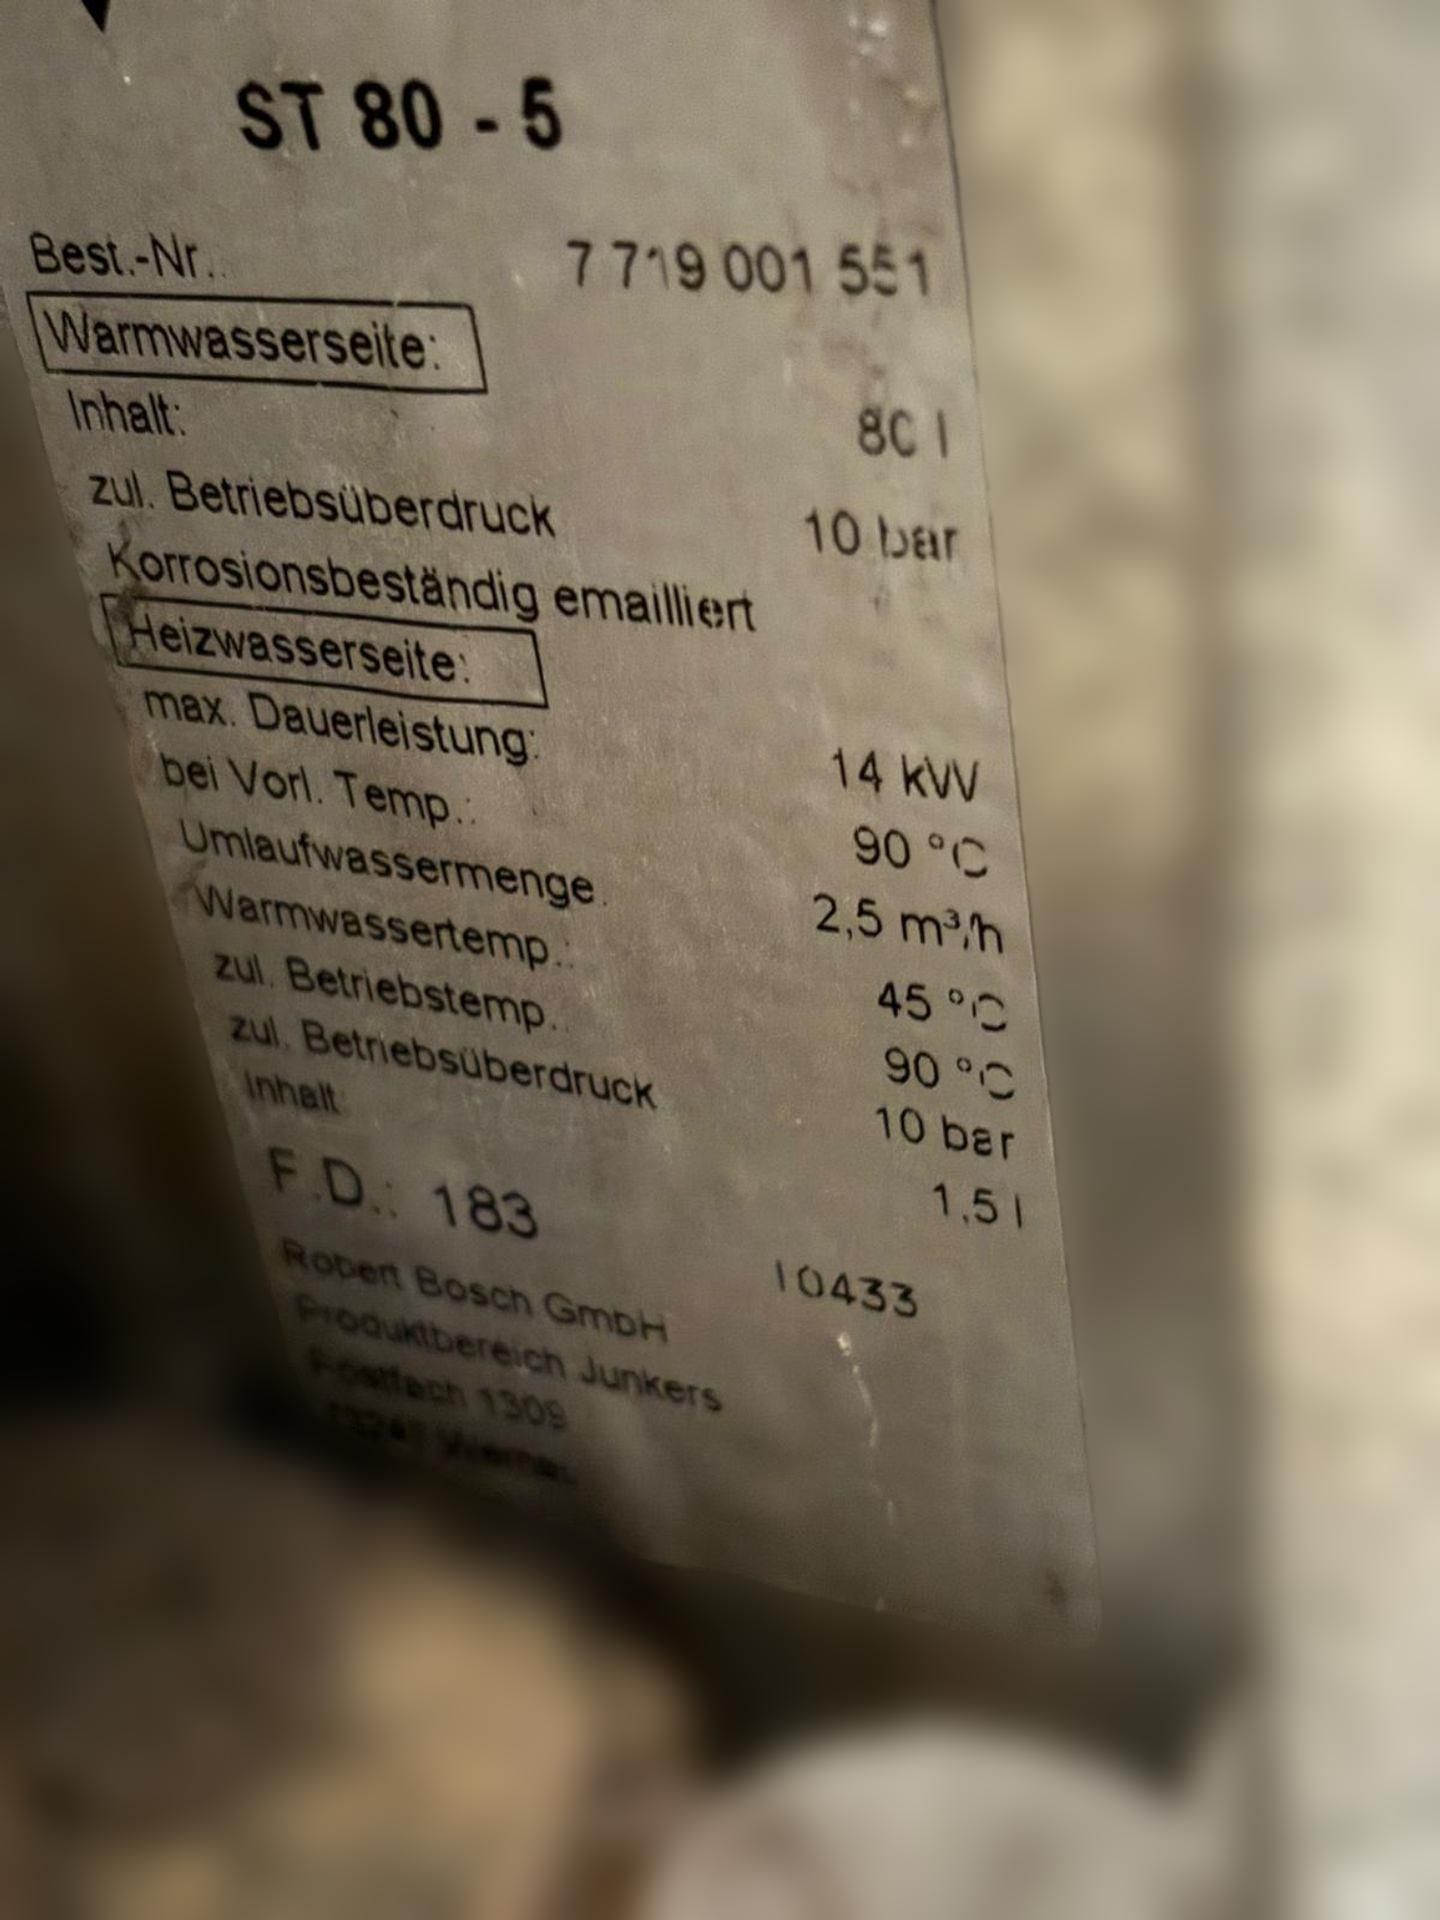 ST 80 - 5
Best.-Nr.: 7 719 001 551
Warmwasserseite:
Inhalt: 80 l
zul. Betriebsüberdruck 10 bar
Korrosionsbeständig emailliert
Heizwasserseite:
max. Dauerleistung: 14 kW
bei Vorl. Temp.: 90 °C
Umlaufwassermenge: 2,5 m³/h
Warmwassertemp.: 45 °C
zul. Betriebstemp.: 90 °C
zul. Betriebsüberdruck 10 bar
Inhalt: 1,5 l
F.D.: 183
10433
Robert Bosch GmbH
Produktbereich Junkers
Postfach 1309